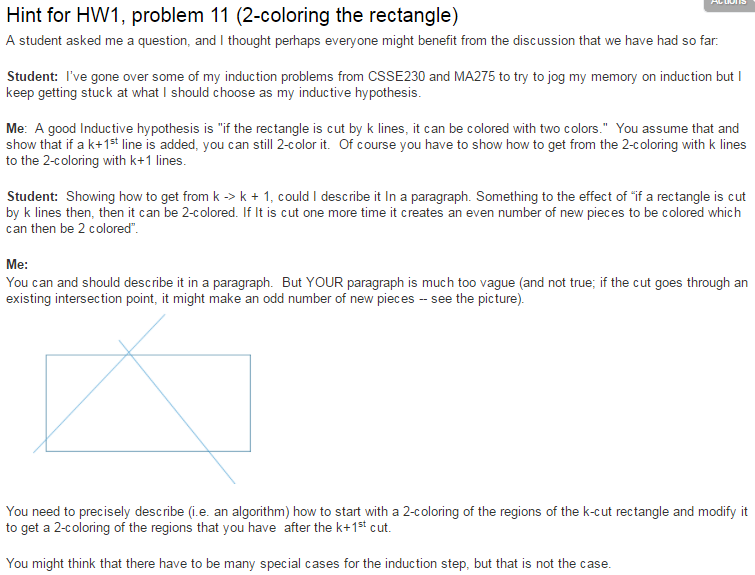 Actions
Hint for HW1, problem 11 (2-coloring the rectangle)
A student asked me a question, and I thought perhaps everyone might benefit from the discussion that we have had so far:
Student: I've gone over some of my induction problems from CSSE230 and MA275 to try to jog my memory on induction but I
keep getting stuck at what I should choose as my inductive hypothesis.
Me: A good Inductive hypothesis is "if the rectangle is cut by k lines, it can be colored with two colors." You assume that and
show that if a k+1st line is added, you can still 2-color it. Of course you have to show how to get from the 2-coloring with k lines
to the 2-coloring with k+1 lines.
Student: Showing how to get from k -> k + 1, could I describe it In a paragraph. Something to the effect of “if a rectangle is cut
by k lines then, then it can be 2-colored. If It is cut one more time it creates an even number of new pieces to be colored which
can then be 2 colored”.
Me:
You can and should describe it in a paragraph. But YOUR paragraph is much too vague (and not true; if the cut goes through an
existing intersection point, it might make an odd number of new pieces -- see the picture).
You need to precisely describe (i.e. an algorithm) how to start with a 2-coloring of the regions of the k-cut rectangle and modify it
to get a 2-coloring of the regions that you have after the k+1st cut.
You might think that there have to be many special cases for the induction step, but that is not the case.